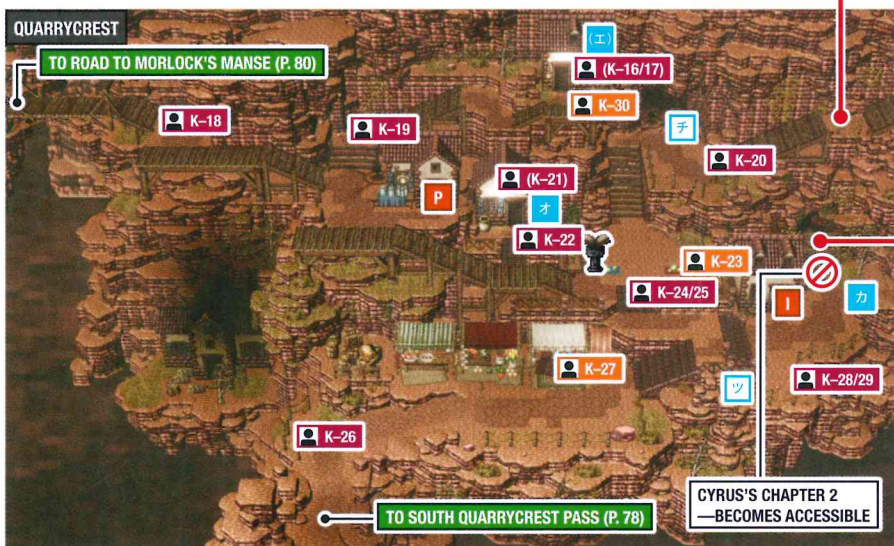 QUARRYCREST
TO ROAD TO MORLOCK'S MANSE (P. 80)
(エ)
(K–16/17)
K–30
K–18
K–19
チ
K–20
(K–21)
P
オ
K–22
K–23
K–24/25
I
カ
K–27
ツ
K–28/29
K–26
CYRUS'S CHAPTER 2
—BECOMES ACCESSIBLE
TO SOUTH QUARRYCREST PASS (P. 78)